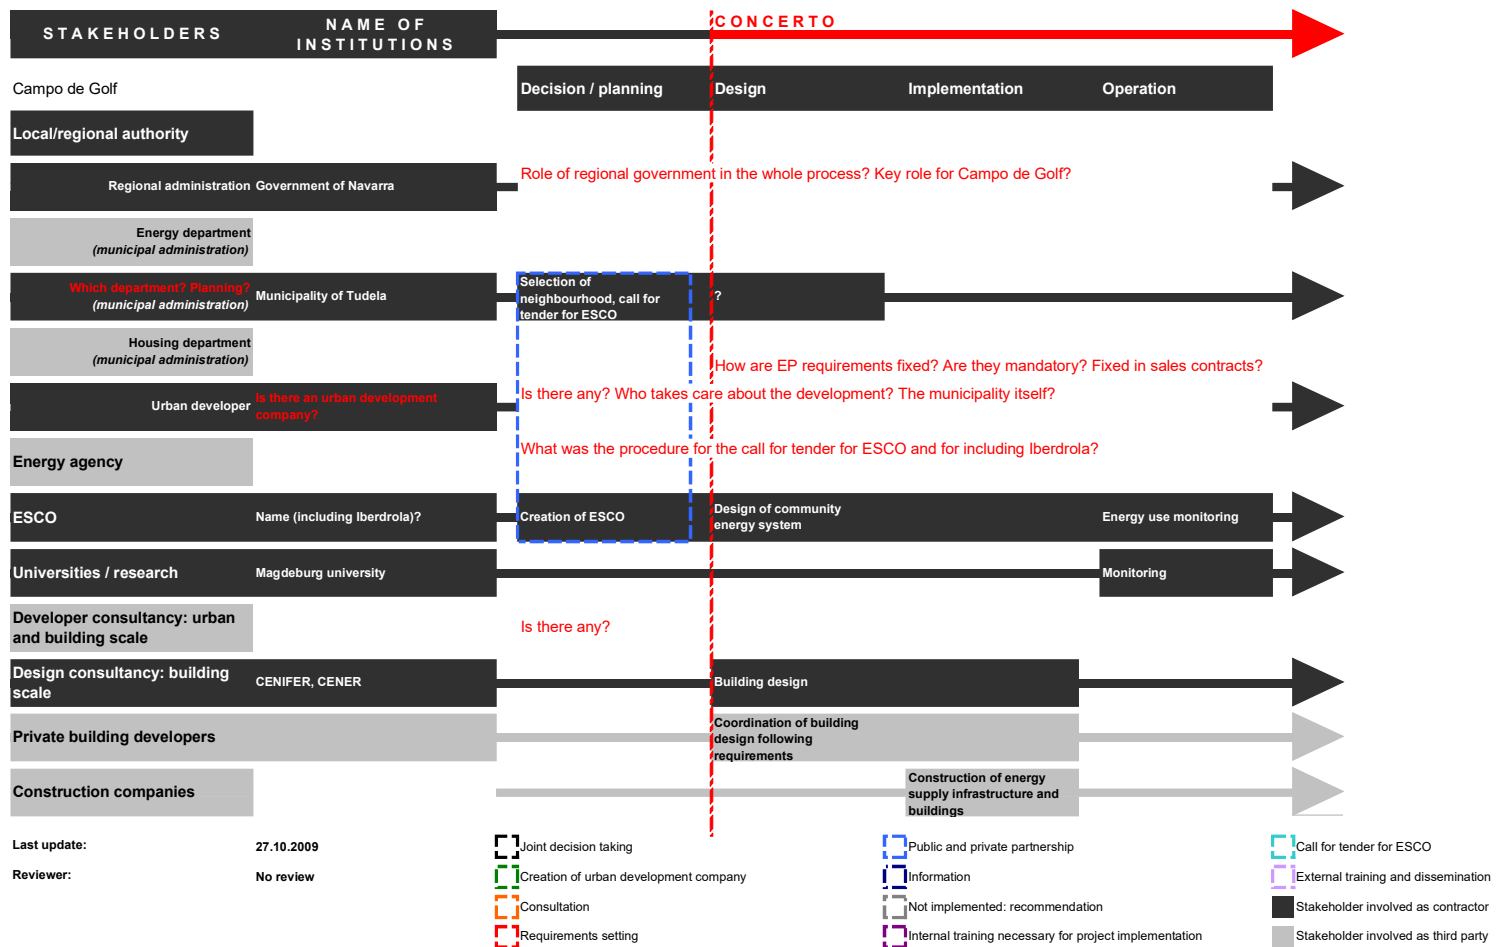 STAKEHOLDERS
NAME OF
INSTITUTIONS
CONCERTO
Campo de Golf
Decision / planning
Design
Implementation
Operation
Local/regional authority
Regional administration
Government of Navarra
Role of regional government in the whole process? Key role for Campo de Golf?
Energy department
(municipal administration)
Which department? Planning?
(municipal administration)
Municipality of Tudela
Selection of
neighbourhood, call for
tender for ESCO
?
Housing department
(municipal administration)
How are EP requirements fixed? Are they mandatory? Fixed in sales contracts?
Urban developer
Is there an urban development
company?
Is there any? Who takes care about the development? The municipality itself?
Energy agency
What was the procedure for the call for tender for ESCO and for including Iberdrola?
ESCO
Name (including Iberdrola)?
Creation of ESCO
Design of community
energy system
Energy use monitoring
Universities / research
Magdeburg university
Monitoring
Developer consultancy: urban
and building scale
Is there any?
Design consultancy: building
scale
CENIFER, CENER
Building design
Private building developers
Coordination of building
design following
requirements
Construction companies
Construction of energy
supply infrastructure and
buildings
Last update:
27.10.2009
Reviewer:
No review
Joint decision taking
Creation of urban development company
Consultation
Requirements setting
Public and private partnership
Information
Not implemented: recommendation
Internal training necessary for project implementation
Call for tender for ESCO
External training and dissemination
Stakeholder involved as contractor
Stakeholder involved as third party